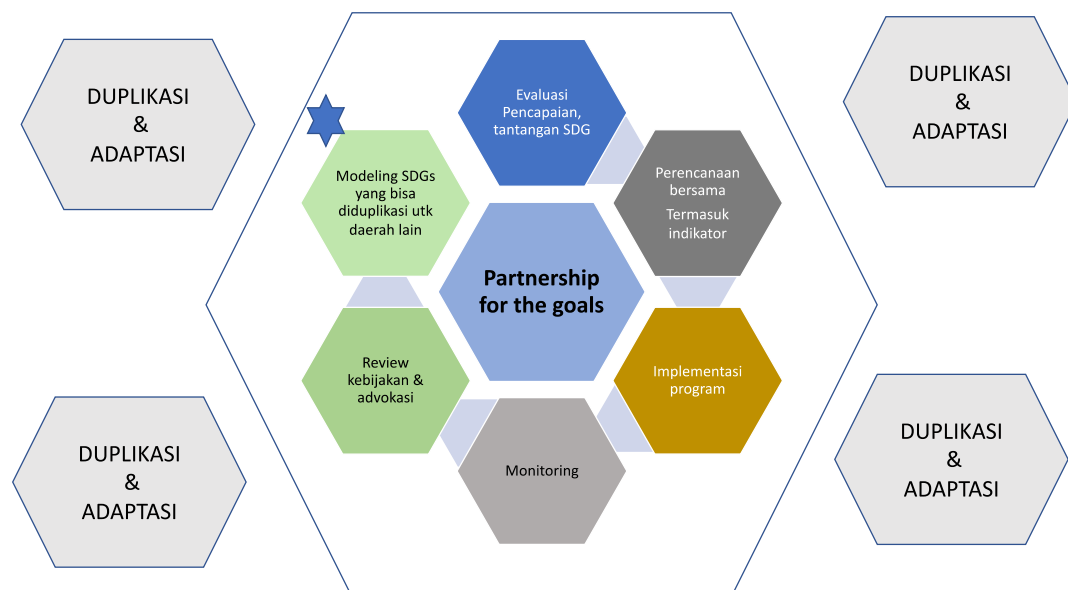 DUPLIKASI
&
ADAPTASI
DUPLIKASI
&
ADAPTASI
Evaluasi
Pencapaian,
tantangan SDG
Perencanaan
bersama
Termasuk
indikator
Modeling SDGs
yang bisa
diduplikasi utk
daerah lain
Partnership
for the goals
Review
kebijakan &
advokasi
Implementasi
program
Monitoring
DUPLIKASI
&
ADAPTASI
DUPLIKASI
&
ADAPTASI